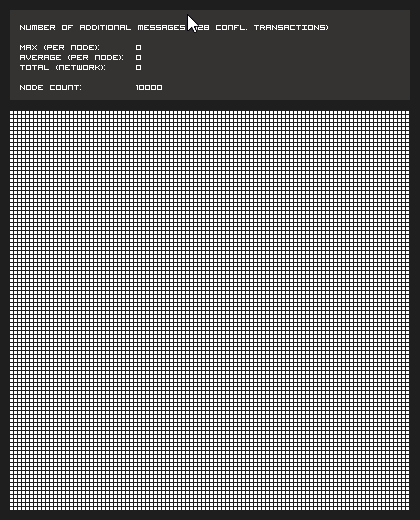 NUMBER OF ADDITIONAL MESSAGES 28 CONFL. TRANSACTIONS)
MAX (PER NODE): 0
AVERAGE (PER NODE): 0
TOTAL (NETWORK): 0
NODE COUNT: 10000